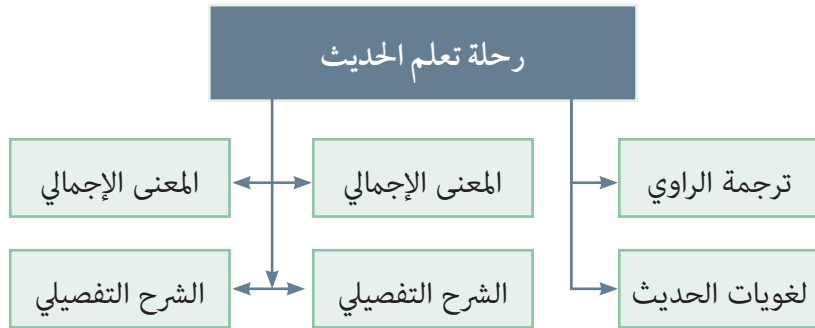 رحلة تعلم الحديث
ترجمة الراوي
المعنى الإجمالي
المعنى الإجمالي
لغويات الحديث
الشرح التفصيلي
الشرح التفصيلي